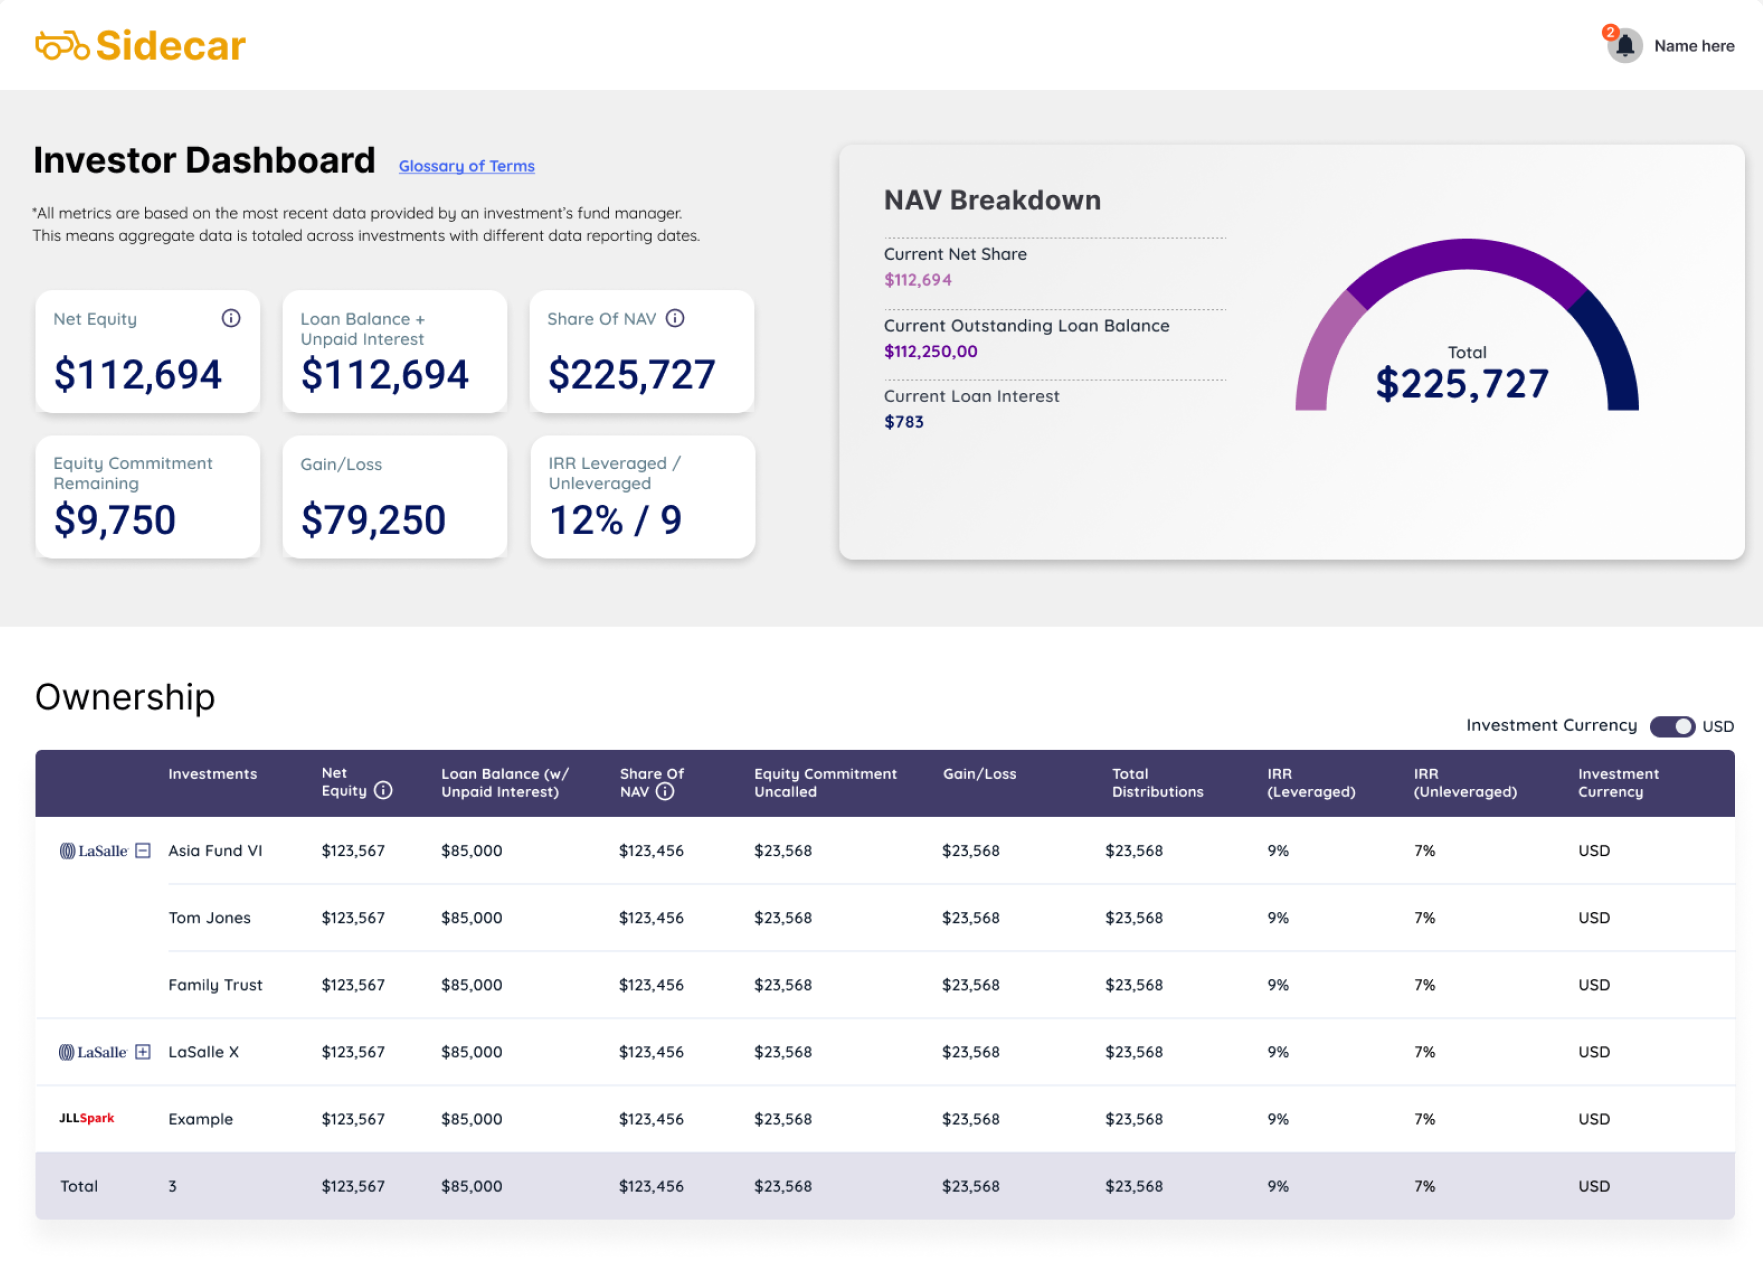 Sidecar
2
Name here
Investor Dashboard
Glossary of Terms
*All metrics are based on the most recent data provided by an investment's fund manager.
This means aggregate data is totaled across investments with different data reporting dates.
Net Equity
$112,694
Loan Balance +
Unpaid Interest
$112,694
Share Of NAV
$225,727
Equity Commitment
Remaining
$9,750
Gain/Loss
$79,250
IRR Leveraged /
Unleveraged
12% / 9
NAV Breakdown
Current Net Share
$112,694
Current Outstanding Loan Balance
$112,250,00
Current Loan Interest
$783
Total
$225,727
Ownership
Investment Currency USD
Investments
Net
Equity
Loan Balance (w/
Unpaid Interest)
Share Of
NAV
Equity Commitment
Uncalled
Gain/Loss
Total
Distributions
IRR
(Leveraged)
IRR
(Unleveraged)
Investment
Currency
LaSalle Asia Fund VI $123,567 $85,000 $123,456 $23,568 $23,568 $23,568 9% 7% USD
Tom Jones $123,567 $85,000 $123,456 $23,568 $23,568 $23,568 9% 7% USD
Family Trust $123,567 $85,000 $123,456 $23,568 $23,568 $23,568 9% 7% USD
LaSalle LaSalle X $123,567 $85,000 $123,456 $23,568 $23,568 $23,568 9% 7% USD
JLLSpark Example $123,567 $85,000 $123,456 $23,568 $23,568 $23,568 9% 7% USD
Total 3 $123,567 $85,000 $123,456 $23,568 $23,568 $23,568 9% 7% USD